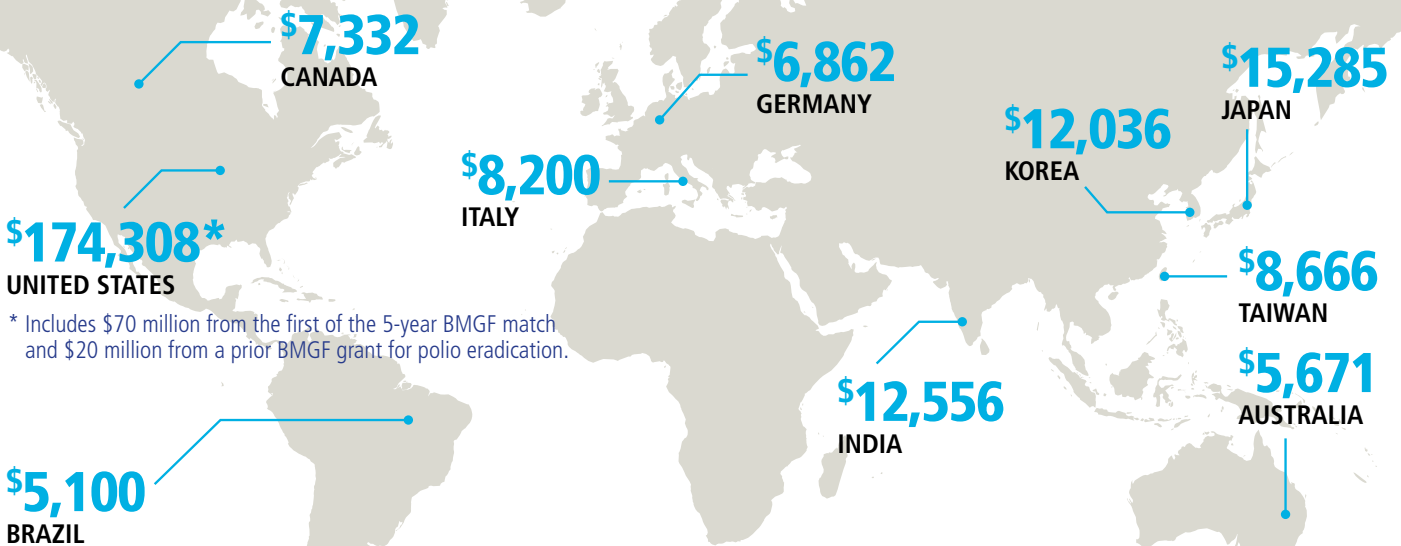 $7,332
CANADA
$6,862
GERMANY
$15,285
JAPAN
$12,036
KOREA
$8,200
ITALY
$174,308*
UNITED STATES
* Includes $70 million from the first of the 5-year BMGF match
and $20 million from a prior BMGF grant for polio eradication.
$8,666
TAIWAN
$5,671
AUSTRALIA
$12,556
INDIA
$5,100
BRAZIL